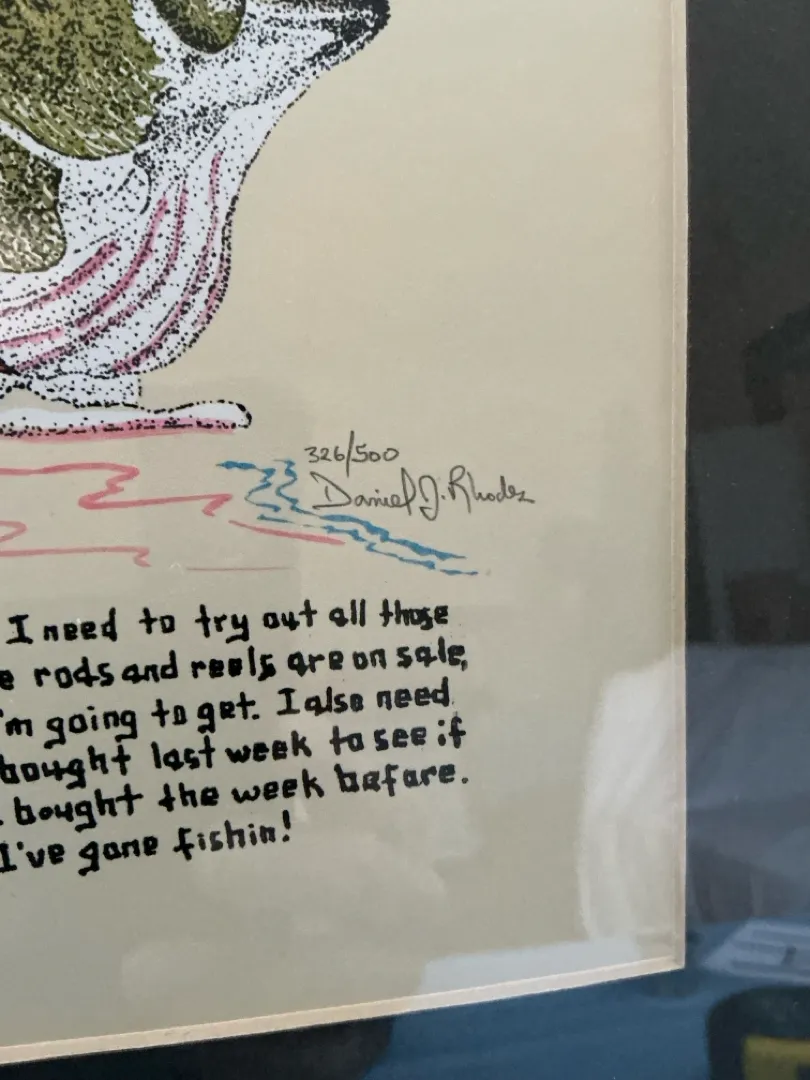 326/500
Daniel J. Rhodes
I need to try out all those
e rods and reels are on sale,
'm going to get. I also need
bought last week to see if
. bought the week before.
I've gone fishin!